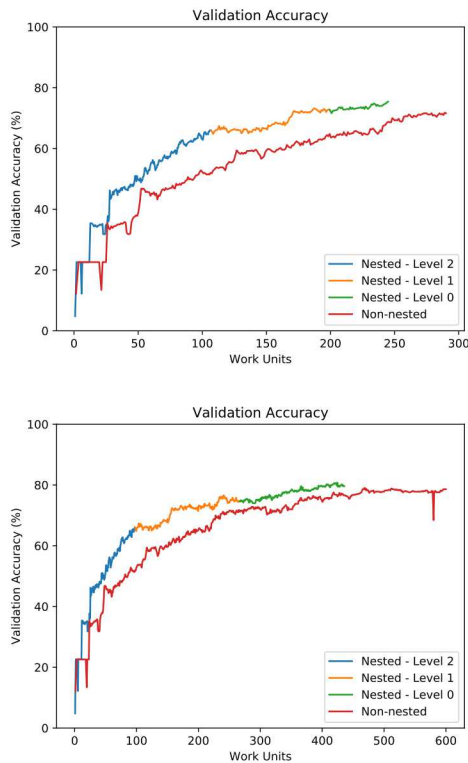 Validation Accuracy
100
80
60
40
20
0
Validation Accuracy (%)
Nested - Level 2
Nested - Level 1
Nested - Level 0
Non-nested
0 50 100 150 200 250 300
Work Units
Validation Accuracy
100
80
60
40
20
0
Validation Accuracy (%)
Nested - Level 2
Nested - Level 1
Nested - Level 0
Non-nested
0 100 200 300 400 500 600
Work Units